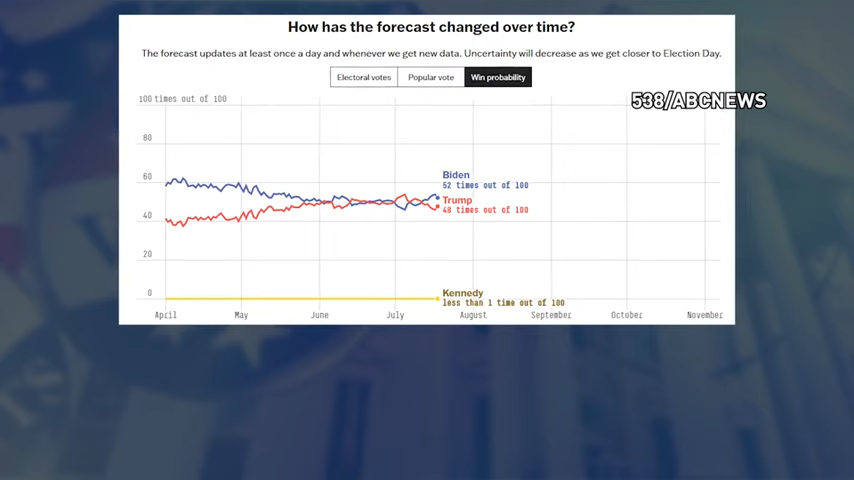 How has the forecast changed over time?
The forecast updates at least once a day and whenever we get new data. Uncertainty will decrease as we get closer to Election Day.
Electoral votes Popular vote Win probability
538/ABCNEWS
100 times out of 100
80
60
40
20
0
Biden
52 times out of 100
Trump
48 times out of 100
Kennedy
less than 1 time out of 100
April May June July August September October November